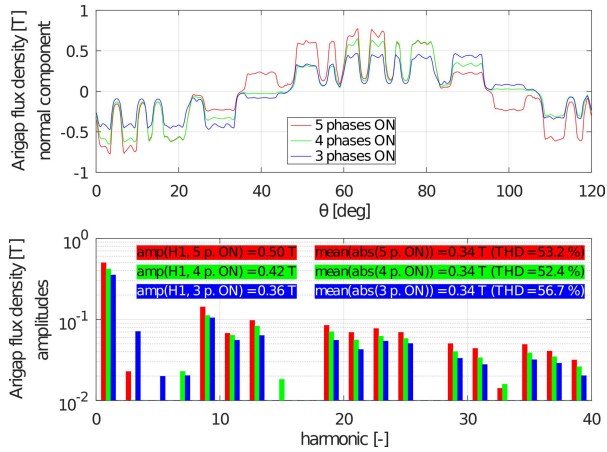 Arigap flux density [T]
normal component
1
0.5
0
-0.5
-1
5 phases ON
4 phases ON
3 phases ON
0 20 40 60 80 100 120
θ [deg]
Arigap flux density [T]
amplitudes
10^0
10^-1
10^-2
amp(H1, 5 p. ON) = 0.50 T mean(abs(5 p. ON)) = 0.34 T (THD = 53.2 %)
amp(H1, 4 p. ON) = 0.42 T mean(abs(4 p. ON)) = 0.34 T (THD = 52.4 %)
amp(H1, 3 p. ON) = 0.36 T mean(abs(3 p. ON)) = 0.34 T (THD = 56.7 %)
0 10 20 30 40
harmonic [-]